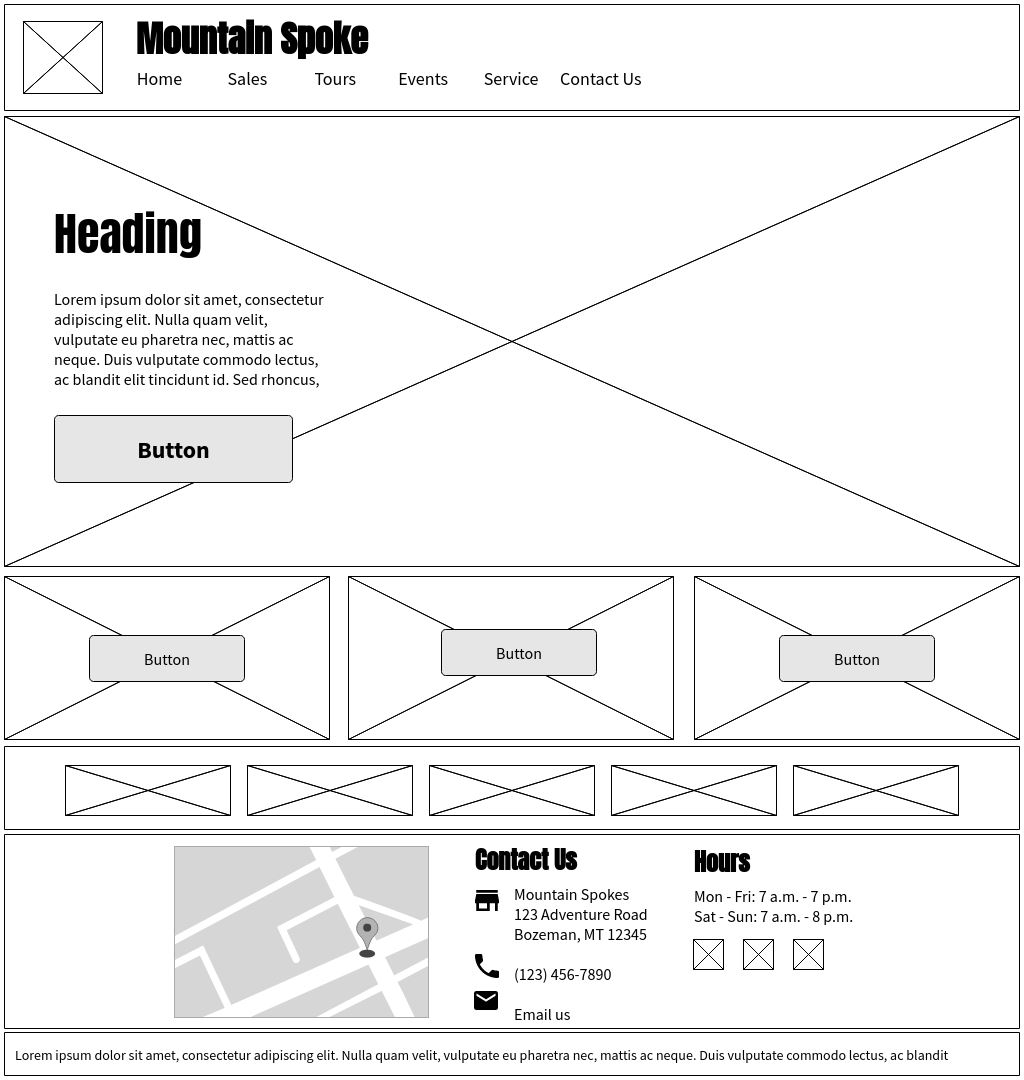 Mountain Spoke
Home Sales Tours Events Service Contact Us
Heading
Lorem ipsum dolor sit amet, consectetur
adipiscing elit. Nulla quam velit,
vulputate eu pharetra nec, mattis ac
neque. Duis vulputate commodo lectus,
ac blandit elit tincidunt id. Sed rhoncus,
Button
Button
Button
Button
Contact Us
Mountain Spokes
123 Adventure Road
Bozeman, MT 12345
(123) 456-7890
Email us
Hours
Mon - Fri: 7 a.m. - 7 p.m.
Sat - Sun: 7 a.m. - 8 p.m.
Lorem ipsum dolor sit amet, consectetur adipiscing elit. Nulla quam velit, vulputate eu pharetra nec, mattis ac neque. Duis vulputate commodo lectus, ac blandit